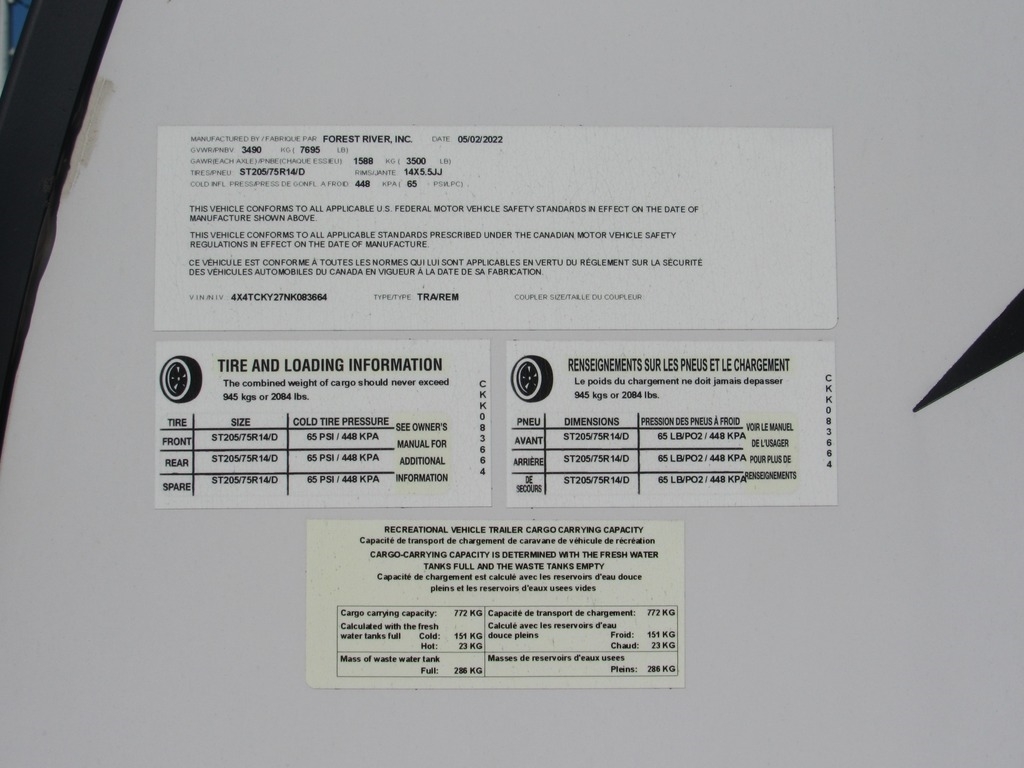 MANUFACTURED BY / FABRIQUE PAR FOREST RIVER, INC. DATE 05/02/2022
GVWR/PNBV 3490 KG ( 7695 LB)
GAWR(EACH AXLE)/PNBE(CHAQUE ESSIEU) 1588 KG ( 3500 LB)
TIRES/PNEU ST205/75R14/D RIMS/JANTE 14X5.5JJ
COLD INFL. PRESS/PRESS DE GONFL. A FROID 448 KPA ( 65 PSI/LPC)
THIS VEHICLE CONFORMS TO ALL APPLICABLE U.S. FEDERAL MOTOR VEHICLE SAFETY STANDARDS IN EFFECT ON THE DATE OF
MANUFACTURE SHOWN ABOVE.
THIS VEHICLE CONFORMS TO ALL APPLICABLE STANDARDS PRESCRIBED UNDER THE CANADIAN MOTOR VEHICLE SAFETY
REGULATIONS IN EFFECT ON THE DATE OF MANUFACTURE.
CE VÉHICULE EST CONFORME À TOUTES LES NORMES QUI LUI SONT APPLICABLES EN VERTU DU RÈGLEMENT SUR LA SÉCURITÉ
DES VÉHICULES AUTOMOBILES DU CANADA EN VIGUEUR À LA DATE DE SA FABRICATION.
V.I.N./N.I.V.: 4X4TCKY27NK083664 TYPE/TYPE: TRA/REM COUPLER SIZE/TAILLE DU COUPLEUR:
TIRE AND LOADING INFORMATION
The combined weight of cargo should never exceed
945 kgs or 2084 lbs.
TIRE SIZE COLD TIRE PRESSURE
FRONT ST205/75R14/D 65 PSI / 448 KPA
REAR ST205/75R14/D 65 PSI / 448 KPA
SPARE ST205/75R14/D 65 PSI / 448 KPA
SEE OWNER'S
MANUAL FOR
ADDITIONAL
INFORMATION
CKK083664
RENSEIGNEMENTS SUR LES PNEUS ET LE CHARGEMENT
Le poids du chargement ne doit jamais depasser
945 kgs or 2084 lbs.
PNEU DIMENSIONS PRESSION DES PNEUS À FROID
AVANT ST205/75R14/D 65 LB/PO2 / 448 KPA
ARRIÈRE ST205/75R14/D 65 LB/PO2 / 448 KPA
DE SECOURS ST205/75R14/D 65 LB/PO2 / 448 KPA
VOIR LE MANUEL
DE L'USAGER
POUR PLUS DE
RENSEIGNEMENTS
CKK083664
RECREATIONAL VEHICLE TRAILER CARGO CARRYING CAPACITY
Capacité de transport de chargement de caravane de véhicule de récréation
CARGO-CARRYING CAPACITY IS DETERMINED WITH THE FRESH WATER
TANKS FULL AND THE WASTE TANKS EMPTY
Capacité de chargement est calculé avec les reservoirs d'eau douce
pleins et les reservoirs d'eaux usees vides
Cargo carrying capacity: 772 KG Capacité de transport de chargement: 772 KG
Calculated with the fresh Calculé avec les reservoirs d'eau
water tanks full Cold: 151 KG douce pleins Froid: 151 KG
Hot: 23 KG Chaud: 23 KG
Mass of waste water tank Masses de reservoirs d'eaux usees
Full: 286 KG Pleins: 286 KG